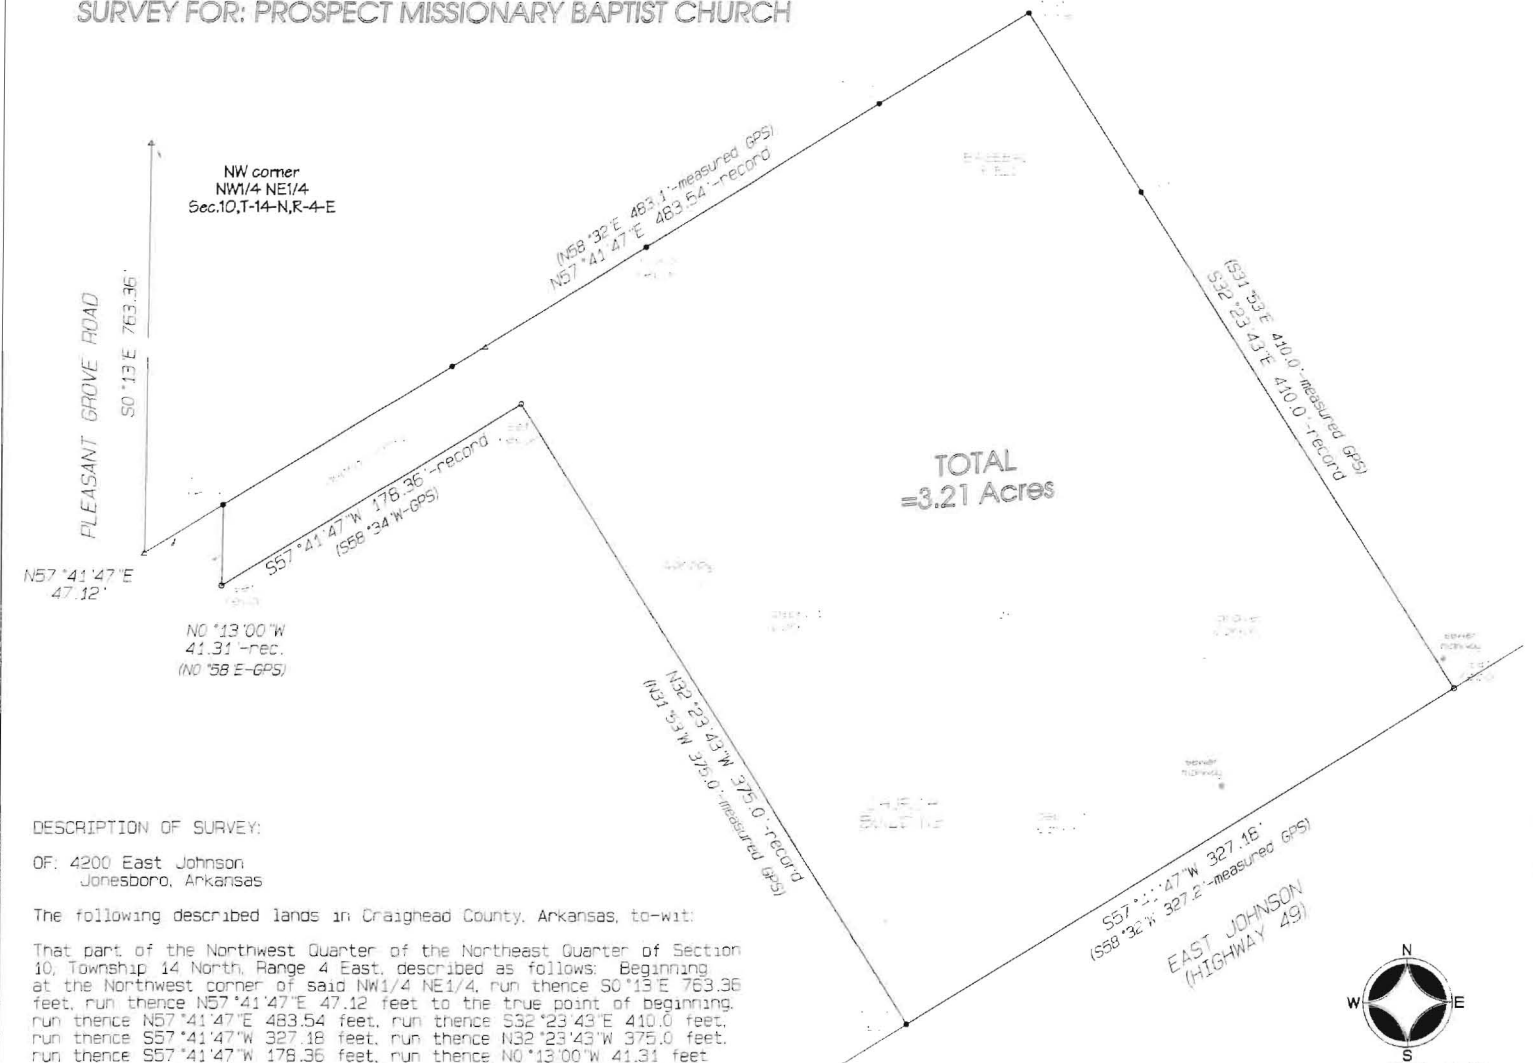 SURVEY FOR: PROSPECT MISSIONARY BAPTIST CHURCH
NW corner
NW1/4 NE1/4
Sec.10,T-14-N,R-4-E
PLEASANT GROVE ROAD
S0°13'E 763.36'
(N58°32'E 483.1'-measured GPS)
N57°41'47"E 483.54'-record
(S31°53'E 410.0'-measured GPS)
S32°23'43"E 410.0'-record
TOTAL
=3.21 Acres
S57°41'47"W 178.36'-record
(S58°34'W-GPS)
N57°41'47"E
47.12'
N0°13'00"W
41.31'-rec.
(N0°58'E-GPS)
N32°23'43"W 375.0'-record
(N31°53'W 375.0'-measured GPS)
CHURCH
BUILDING
S57° '47"W 327.18'
(S58°32'W 327.2'-measured GPS)
EAST JOHNSON
(HIGHWAY 49)
DESCRIPTION OF SURVEY:
OF: 4200 East Johnson
Jonesboro, Arkansas
The following described lands in Craighead County, Arkansas, to-wit:
That part of the Northwest Quarter of the Northeast Quarter of Section
10, Township 14 North, Range 4 East, described as follows: Beginning
at the Northwest corner of said NW1/4 NE1/4, run thence S0°13'E 763.36
feet, run thence N57°41'47"E 47.12 feet to the true point of beginning,
run thence N57°41'47"E 483.54 feet, run thence S32°23'43"E 410.0 feet,
run thence S57°41'47"W 327.18 feet, run thence N32°23'43"W 375.0 feet,
run thence S57°41'47"W 178.36 feet, run thence N0°13'00"W 41.31 feet
N
W
E
S